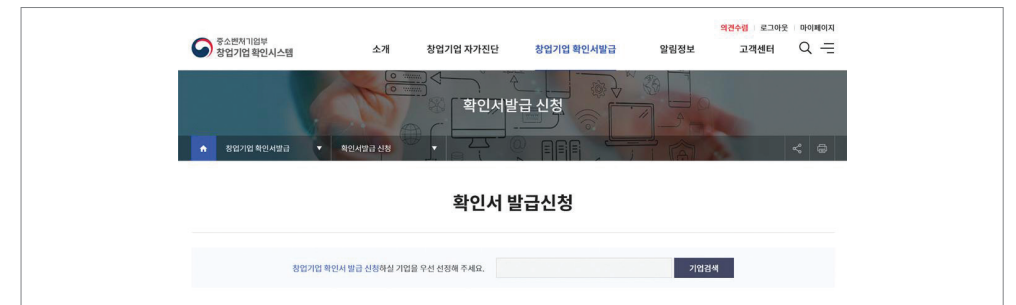 의견수렴 로그아웃 마이페이지
중소벤처기업부
창업기업 확인시스템
소개 창업기업 자가진단 창업기업 확인서발급 알림정보 고객센터
확인서발급 신청
창업기업 확인서발급 ▼ 확인서발급 신청 ▼
확인서 발급신청
창업기업 확인서 발급 신청하실 기업을 우선 선정해 주세요. 기업검색